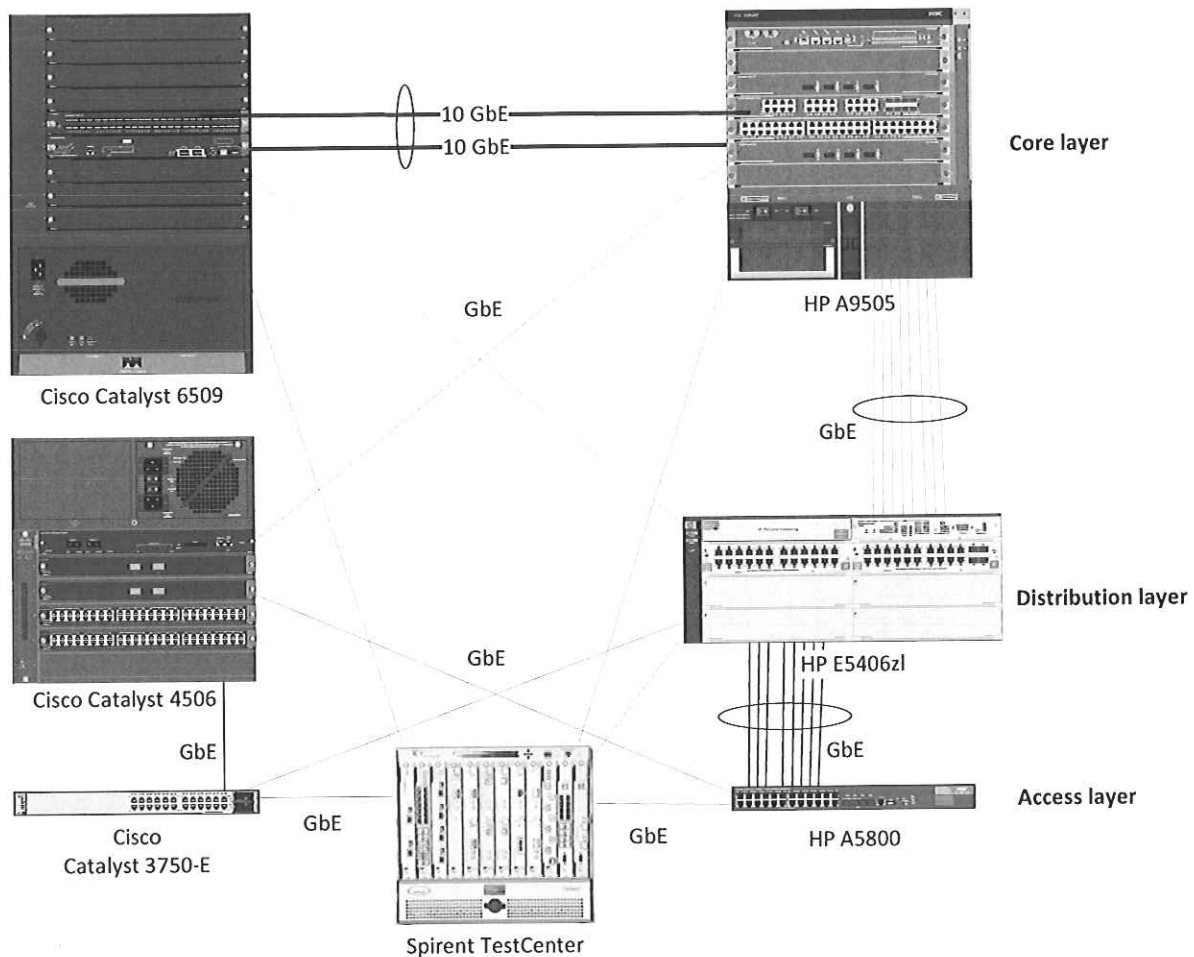 10 GbE
10 GbE
Core layer
GbE
HP A9505
Cisco Catalyst 6509
GbE
Distribution layer
GbE
HP E5406zl
Cisco Catalyst 4506
GbE
GbE
Access layer
GbE
GbE
HP A5800
Cisco
Catalyst 3750-E
Spirent TestCenter